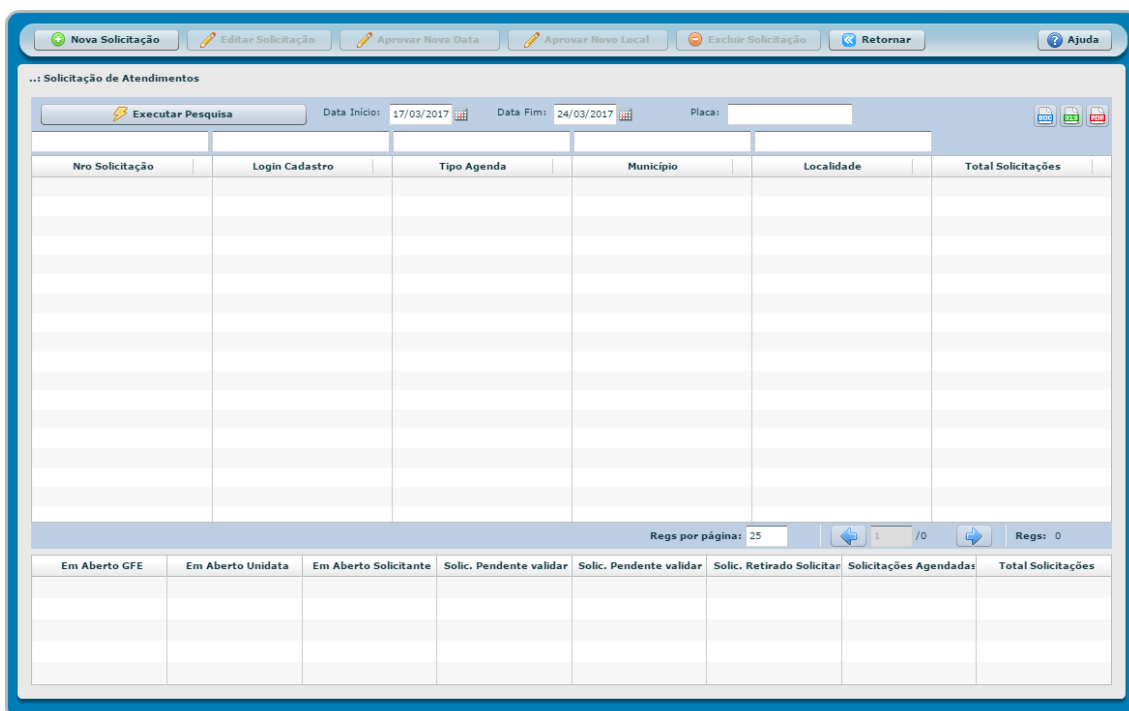 Nova Solicitação Editar Solicitação Aprovar Nova Data Aprovar Novo Local Excluir Solicitação Retornar Ajuda
..: Solicitação de Atendimentos
Executar Pesquisa Data Início: 17/03/2017 Data Fim: 24/03/2017 Placa: DOC XLS PDF
Nro Solicitação Login Cadastro Tipo Agenda Município Localidade Total Solicitações
Regs por página: 25 1 /0 Regs: 0
Em Aberto GFE Em Aberto Unidata Em Aberto Solicitante Solic. Pendente validar Solic. Pendente validar Solic. Retirado Solicitan Solicitações Agendadas Total Solicitações